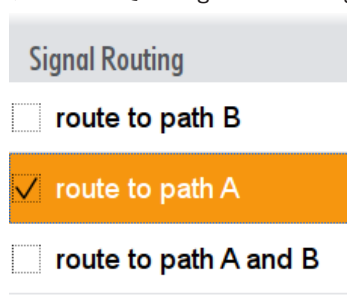 Signal Routing
route to path B
route to path A
route to path A and B